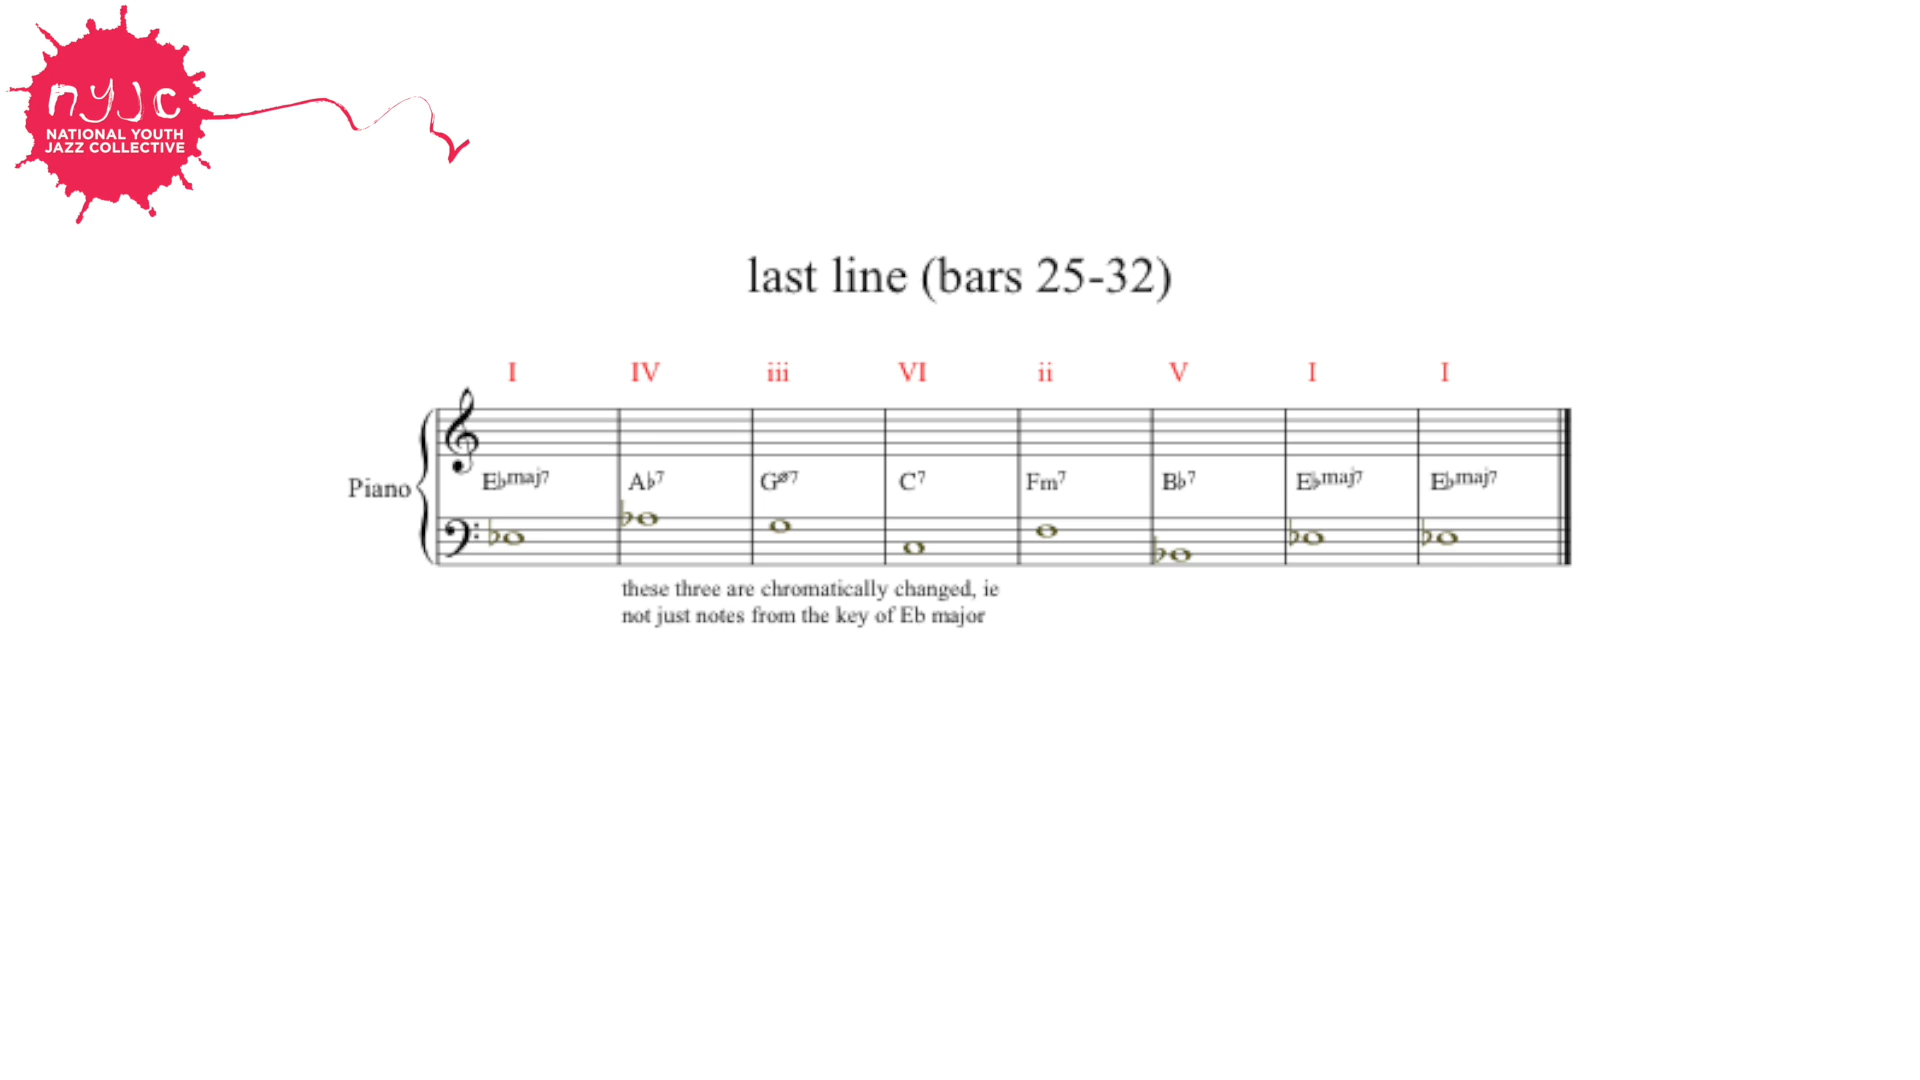 nyjc
NATIONAL YOUTH
JAZZ COLLECTIVE
last line (bars 25-32)
I IV iii VI ii V I I
Piano
E♭maj7 A♭7 Gø7 C7 Fm7 B♭7 E♭maj7 E♭maj7
these three are chromatically changed, ie
not just notes from the key of Eb major